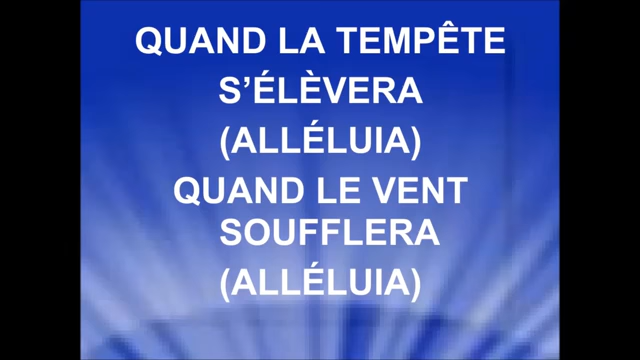 QUAND LA TEMPÊTE
S’ÉLÈVERA
(ALLÉLUIA)
QUAND LE VENT
SOUFFLERA
(ALLÉLUIA)